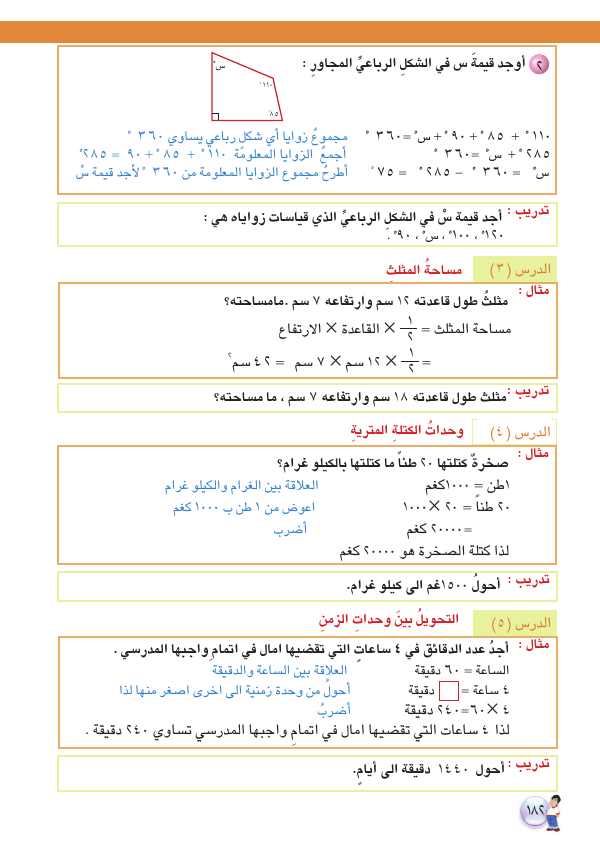 ٢ أوجد قيمةَ س في الشكلِ الرباعيِّ المجاورِ :
س°
١١٠°
٨٥°
١١٠° + ٨٥° + ٩٠° + س° = ٣٦٠° مجموعُ زوايا أي شكل رباعي يساوي ٣٦٠°
٢٨٥° + س° = ٣٦٠° أجمعُ الزوايا المعلومةَ ١١٠° + ٨٥° + ٩٠ = ٢٨٥°
س° = ٣٦٠° − ٢٨٥° = ٧٥° أطرحُ مجموع الزوايا المعلومة من ٣٦٠° لأجد قيمة س°
تدريب : أجد قيمة س° في الشكل الرباعيِّ الذي قياسات زواياه هي :
١٢٠° ، ١٠٠° ، س° ، ٩٠° .
الدرس (٣) مساحةُ المثلثِ
مثال :
مثلثٌ طول قاعدته ١٢ سم وارتفاعه ٧ سم .مامساحته؟
مساحة المثلث = ١/٢ × القاعدة × الارتفاع
= ١/٢ × ١٢ سم × ٧ سم = ٤٢ سم٢
تدريب : مثلث طول قاعدته ١٨ سم وارتفاعه ٧ سم ، ما مساحته؟
الدرس (٤) وحداتُ الكتلةِ المتريةِ
مثال :
صخرةٌ كتلتها ٢٠ طناً ما كتلتها بالكيلو غرام؟
١طن = ١٠٠٠كغم العلاقة بين الغرام والكيلو غرام
٢٠ طناً = ٢٠ × ١٠٠٠ اعوض من ١ طن ب ١٠٠٠ كغم
=٢٠٠٠٠ كغم أضرب
لذا كتلة الصخرة هو ٢٠٠٠٠ كغم
تدريب : أحولُ ١٥٠٠غم الى كيلو غرام.
الدرس (٥) التحويلُ بينَ وحداتِ الزمنِ
مثال :
أجدُ عدد الدقائق في ٤ ساعاتٍ التي تقضيها امال في اتمامِ واجبها المدرسي .
الساعة = ٦٠ دقيقة العلاقة بين الساعة والدقيقة
٤ ساعة = دقيقة أحولُ من وحدة زمنية الى اخرى اصغر منها لذا
٤ ×٦٠=٢٤٠ دقيقة أضربُ
لذا ٤ ساعات التي تقضيها امال في اتمامِ واجبها المدرسي تساوي ٢٤٠ دقيقة .
تدريب : أحول ١٤٤٠ دقيقة الى أيامٍ.
١٨٢